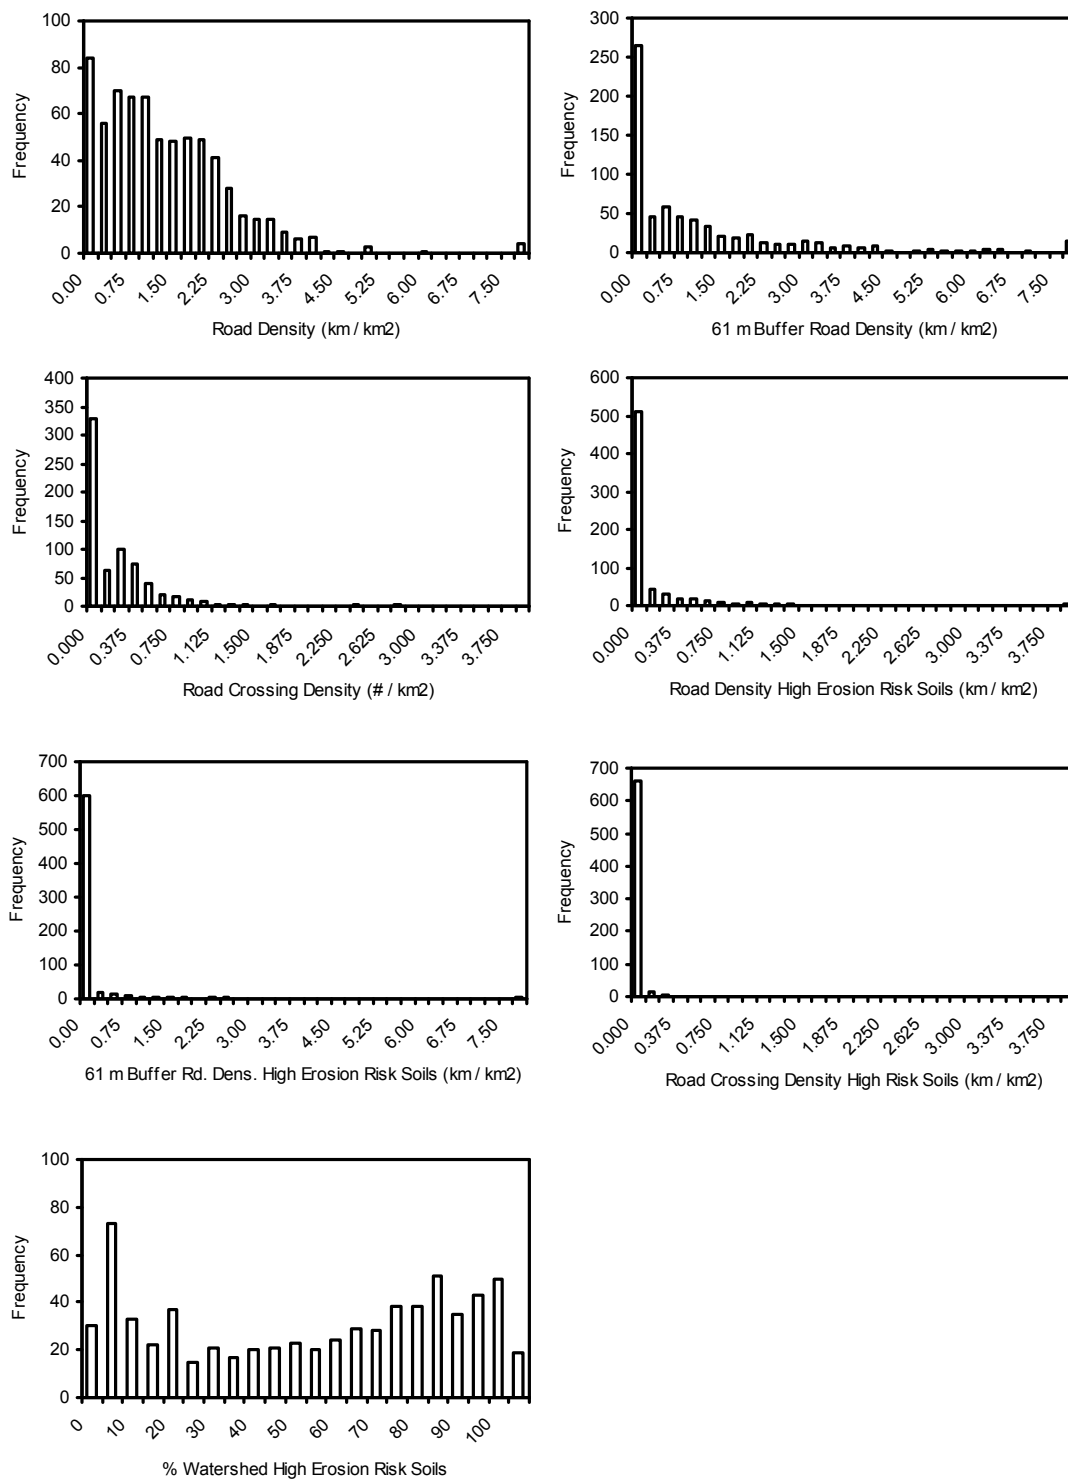 100
80
60
40
20
0
Frequency
0.00 0.75 1.50 2.25 3.00 3.75 4.50 5.25 6.00 6.75 7.50
Road Density (km / km2)
300
250
200
150
100
50
0
Frequency
0.00 0.75 1.50 2.25 3.00 3.75 4.50 5.25 6.00 6.75 7.50
61 m Buffer Road Density (km / km2)
400
350
300
250
200
150
100
50
0
Frequency
0.000 0.375 0.750 1.125 1.500 1.875 2.250 2.625 3.000 3.375 3.750
Road Crossing Density (# / km2)
600
500
400
300
200
100
0
Frequency
0.000 0.375 0.750 1.125 1.500 1.875 2.250 2.625 3.000 3.375 3.750
Road Density High Erosion Risk Soils (km / km2)
700
600
500
400
300
200
100
0
Frequency
0.00 0.75 1.50 2.25 3.00 3.75 4.50 5.25 6.00 6.75 7.50
61 m Buffer Rd. Dens. High Erosion Risk Soils (km / km2)
700
600
500
400
300
200
100
0
Frequency
0.000 0.375 0.750 1.125 1.500 1.875 2.250 2.625 3.000 3.375 3.750
Road Crossing Density High Risk Soils (km / km2)
100
80
60
40
20
0
Frequency
0 10 20 30 40 50 60 70 80 90 100
% Watershed High Erosion Risk Soils